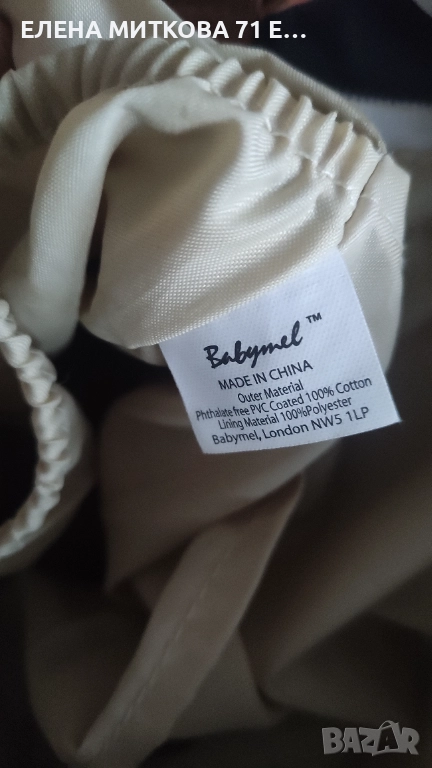 ЕЛЕНА МИТКОВА 71 Е...
Babymel™
MADE IN CHINA
Outer Material
Phthalate free PVC Coated 100% Cotton
Lining Material 100%Polyester
Babymel, London NW5 1LP
BAZAR